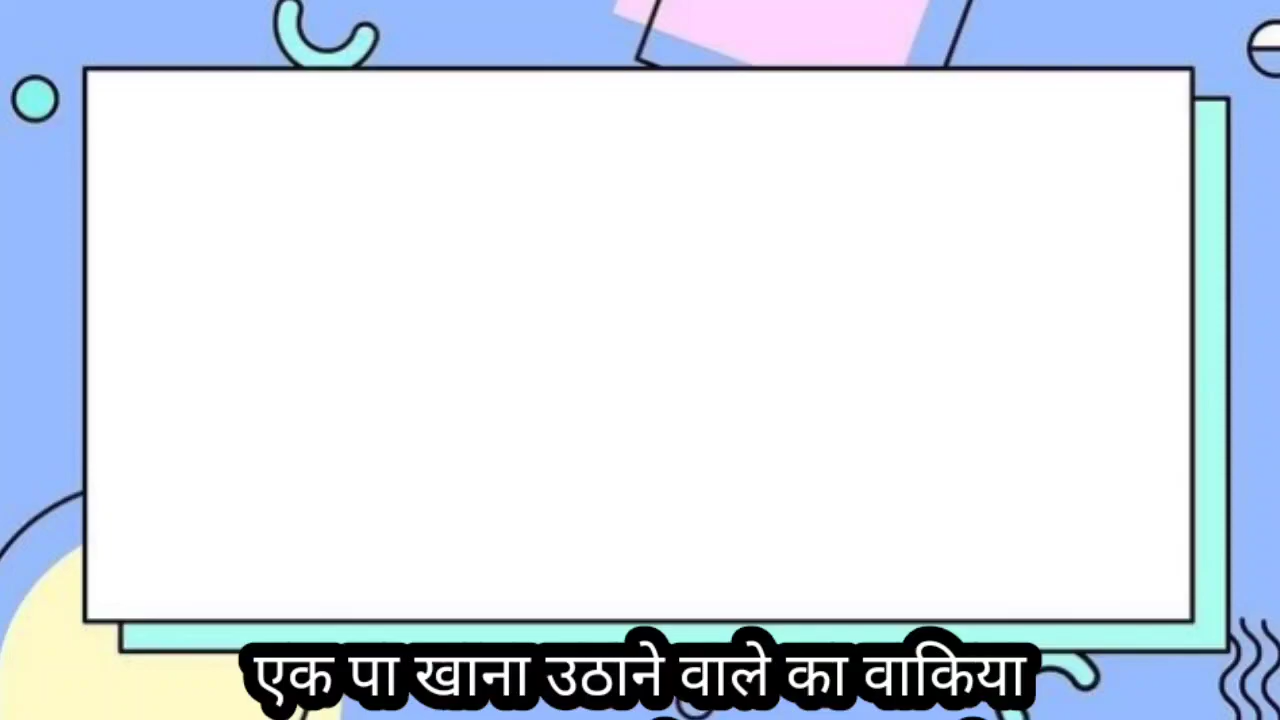 एक पा खाना उठाने वाले का वाकिया